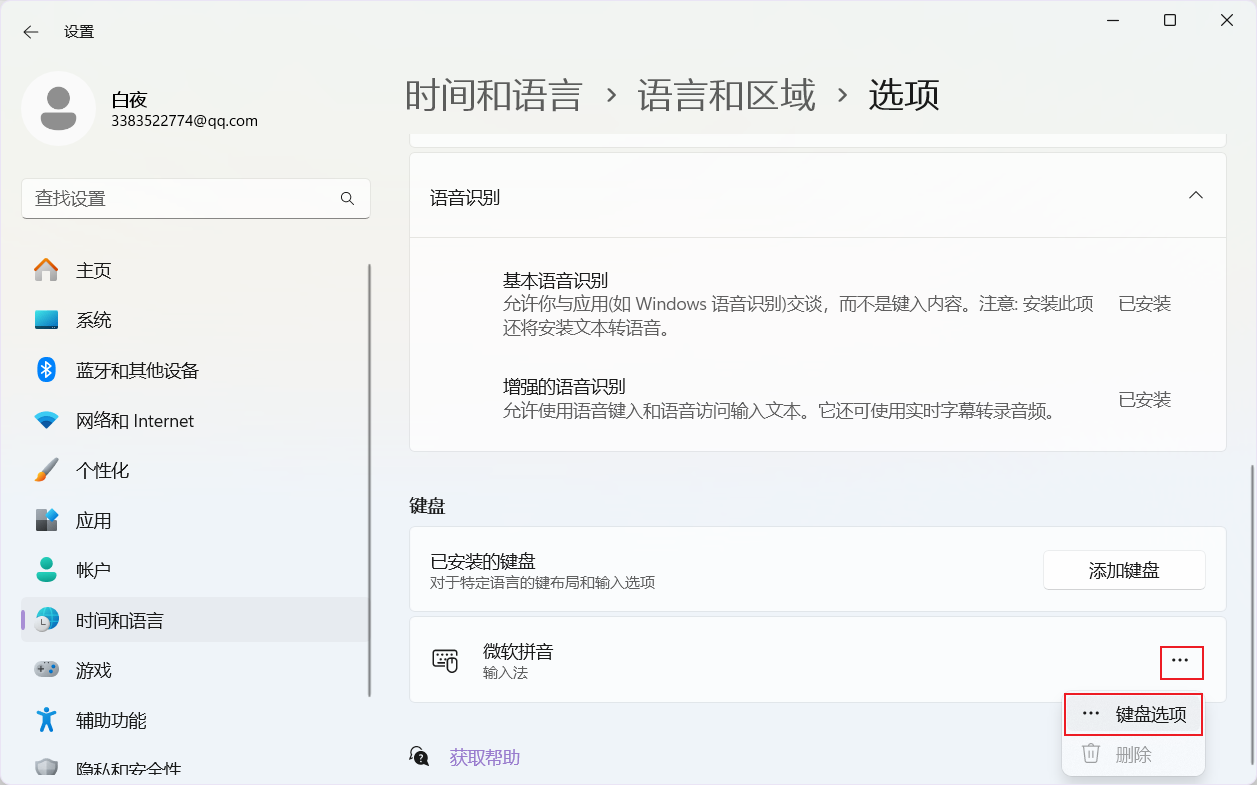 设置
白夜
3383522774@qq.com
查找设置
主页
系统
蓝牙和其他设备
网络和 Internet
个性化
应用
帐户
时间和语言
游戏
辅助功能
隐私和安全性
时间和语言 › 语言和区域 › 选项
语音识别
基本语音识别
允许你与应用(如 Windows 语音识别)交谈，而不是键入内容。注意: 安装此项
还将安装文本转语音。
已安装
增强的语音识别
允许使用语音键入和语音访问输入文本。它还可使用实时字幕转录音频。
已安装
键盘
已安装的键盘
对于特定语言的键布局和输入选项
添加键盘
微软拼音
输入法
键盘选项
删除
获取帮助